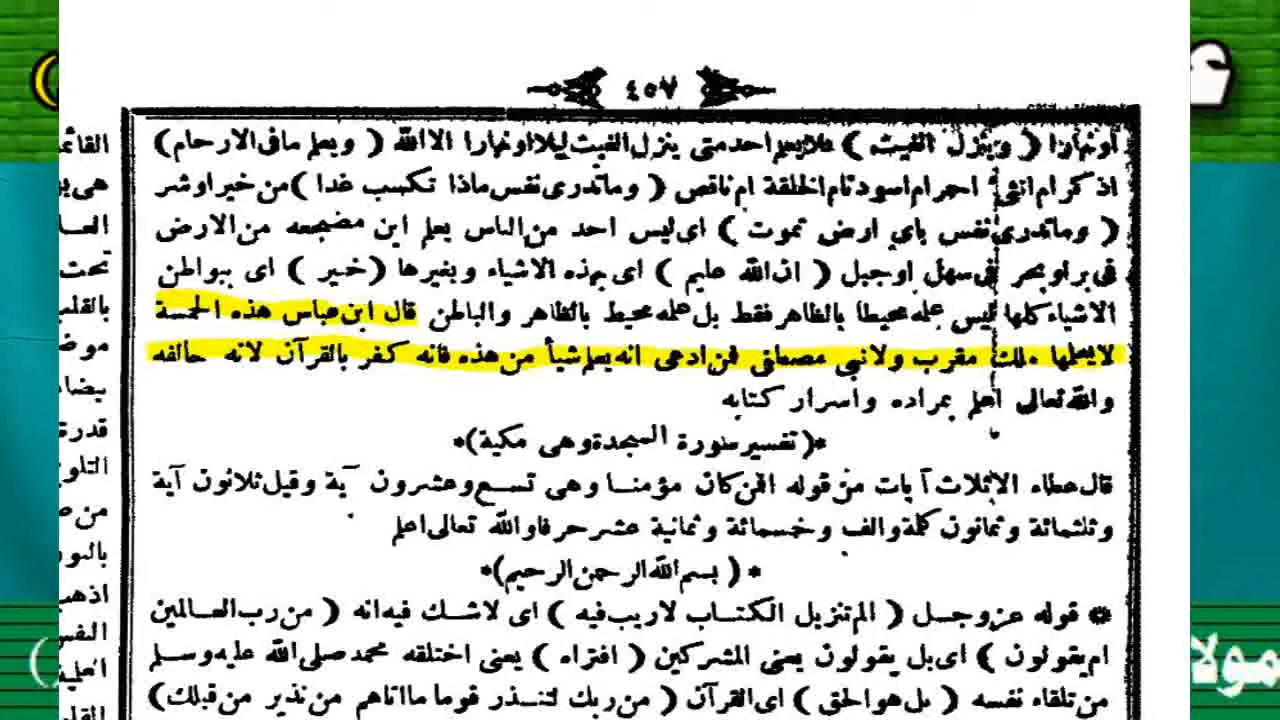 ٤٥٧
أونهارا ( وينزل الغيث ) فلا يعلم احد متى ينزل الغيث ليلا اونهارا الا الله ( ويعلم مافى الارحام )
اذكر ام انثى احمر ام اسود تام الخلقة ام ناقص ( وماتدرى نفس ماذا تكسب غدا ) من خير اوشر
( وماتدرى نفس باى ارض تموت ) اى ليس احد من الناس يعلم اين مضجعه من الارض
فى بر او بحر فى سهل اوجبل ( ان الله عليم ) اى بهذه الاشياء وبغيرها ( خبير ) اى ببواطن
الاشياء كلها ليس علمه محيطا بالظاهر فقط بل علمه محيط بالظاهر والباطن قال ابن عباس هذه الخمسة
لا يعلمها ملك مقرب ولا نبى مصطفى فمن ادعى انه يعلم شيأ من هذه فانه كفر بالقرآن لانه خالفه
والله تعالى اعلم بمراده واسرار كتابه
*( تفسير سورة السجدة وهى مكية )*
قال عطاء الا ثلاث آيات من قوله افمن كان مؤمنا وهى تسع وعشرون آية وقيل ثلاثون آية
وثلثمائة وثمانون كلمة والف وخمسمائة وثمانية عشر حرفا والله تعالى اعلم
*( بسم الله الرحمن الرحيم )*
* قوله عزوجل ( الم تنزيل الكتاب لاريب فيه ) اى لاشك فيه انه ( من رب العالمين
ام يقولون ) اى بل يقولون يعنى المشركين ( افتراه ) يعنى اختلقه محمد صلى الله عليه وسلم
من تلقاء نفسه ( بل هو الحق ) اى القرآن ( من ربك لتنذر قوما ما اتاهم من نذير من قبلك )
تحت
قدرة
مولا